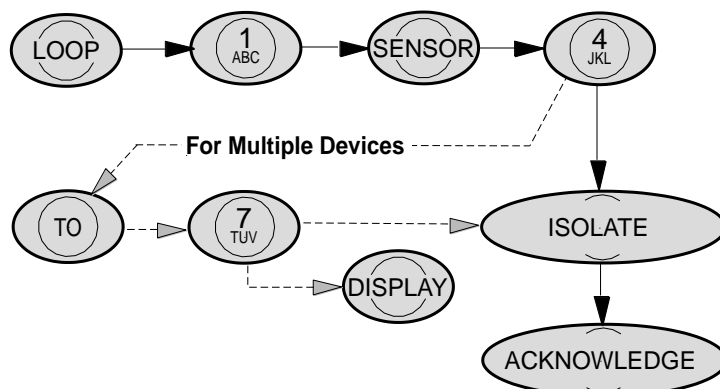 LOOP
1
ABC
SENSOR
4
JKL
For Multiple Devices
TO
7
TUV
ISOLATE
DISPLAY
ACKNOWLEDGE